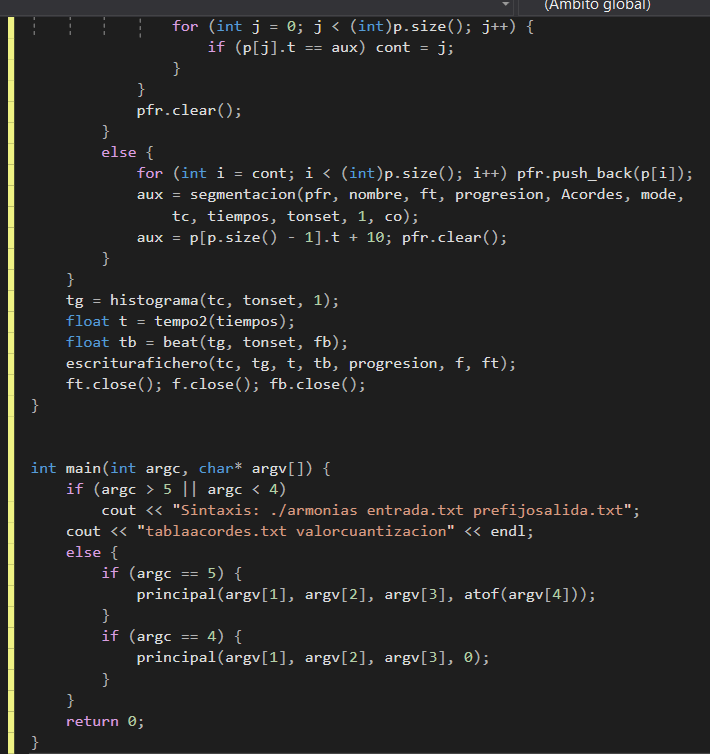 (Ámbito global)
for (int j = 0; j < (int)p.size(); j++) {
if (p[j].t == aux) cont = j;
}
}
pfr.clear();
}
else {
for (int i = cont; i < (int)p.size(); i++) pfr.push_back(p[i]);
aux = segmentacion(pfr, nombre, ft, progresion, Acordes, mode,
tc, tiempos, tonset, 1, co);
aux = p[p.size() - 1].t + 10; pfr.clear();
}
}
tg = histograma(tc, tonset, 1);
float t = tempo2(tiempos);
float tb = beat(tg, tonset, fb);
escriturafichero(tc, tg, t, tb, progresion, f, ft);
ft.close(); f.close(); fb.close();
}
int main(int argc, char* argv[]) {
if (argc > 5 || argc < 4)
cout << "Sintaxis: ./armonias entrada.txt prefijosalida.txt";
cout << "tablaacordes.txt valorcuantizacion" << endl;
else {
if (argc == 5) {
principal(argv[1], argv[2], argv[3], atof(argv[4]));
}
if (argc == 4) {
principal(argv[1], argv[2], argv[3], 0);
}
}
return 0;
}